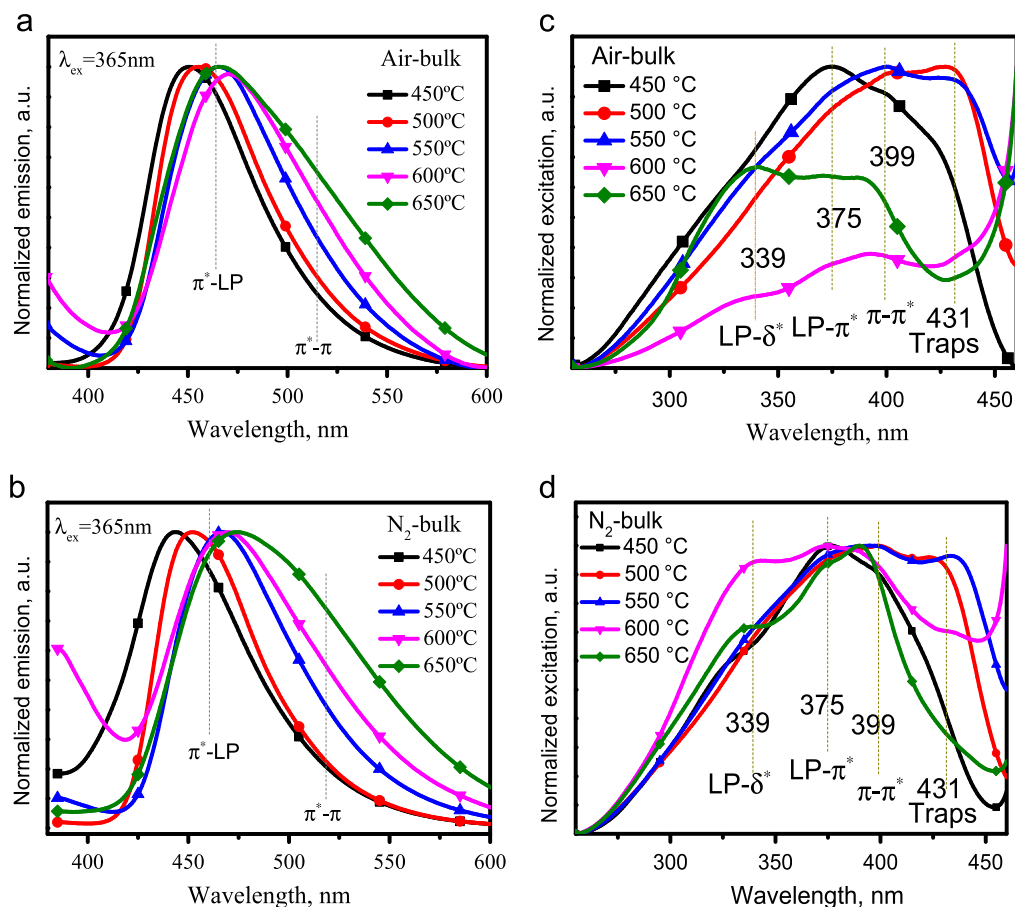 a
λex=365nm
Air-bulk
450ºC
500ºC
550ºC
600ºC
650ºC
π*-LP
π*-π
Normalized emission, a.u.
400
450
500
550
600
Wavelength, nm
c
Air-bulk
450 °C
500 °C
550 °C
600 °C
650 °C
399
375
339
LP-δ*
LP-π*
π-π*
431
Traps
Normalized excitation, a.u.
300
350
400
450
Wavelength, nm
b
λex=365nm
N2-bulk
450ºC
500ºC
550ºC
600ºC
650ºC
π*-LP
π*-π
Normalized emission, a.u.
400
450
500
550
600
Wavelength, nm
d
N2-bulk
450 °C
500 °C
550 °C
600 °C
650 °C
339
375
399
LP-δ*
LP-π*
π-π*
431
Traps
Normalized excitation, a.u.
300
350
400
450
Wavelength, nm